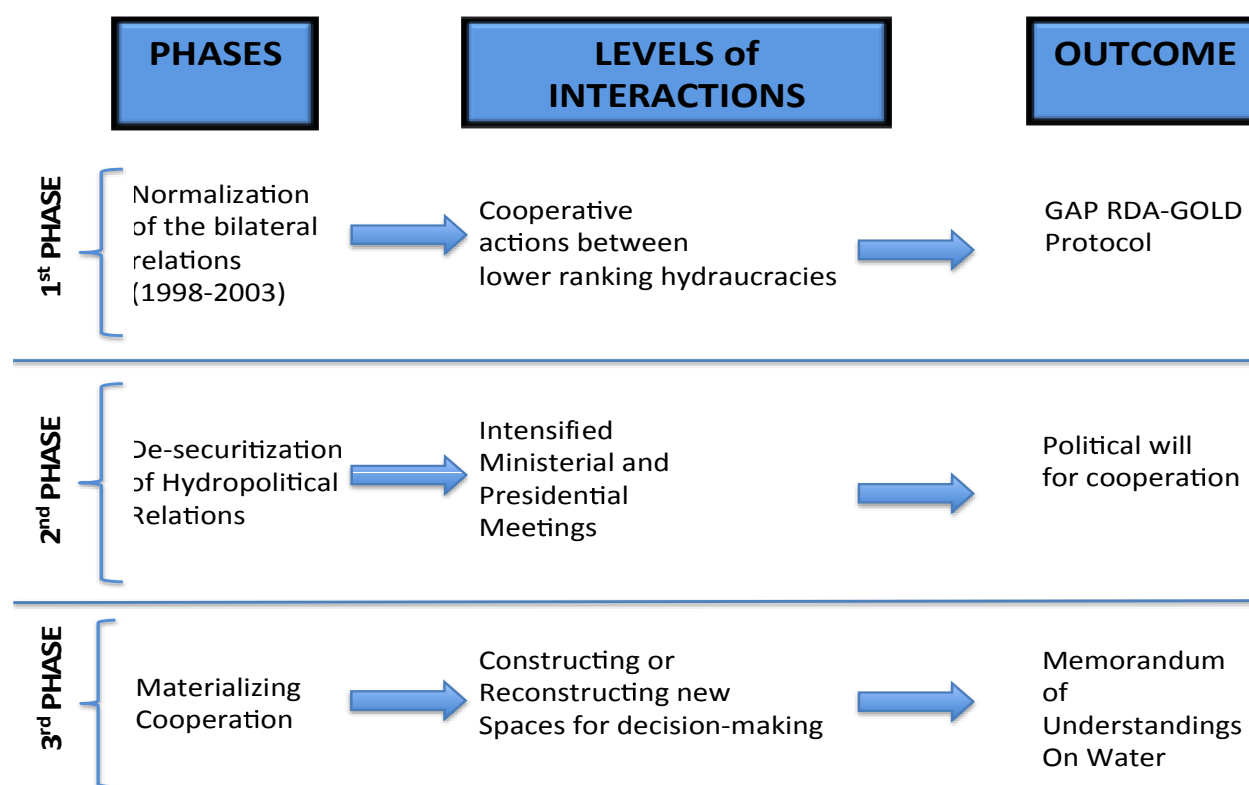 PHASES
LEVELS of
INTERACTIONS
OUTCOME
1st PHASE
Normalization
of the bilateral
relations
(1998-2003)
Cooperative
actions between
lower ranking hydraucracies
GAP RDA-GOLD
Protocol
2nd PHASE
De-securitization
of Hydropolitical
Relations
Intensified
Ministerial and
Presidential
Meetings
Political will
for cooperation
3rd PHASE
Materializing
Cooperation
Constructing or
Reconstructing new
Spaces for decision-making
Memorandum
of
Understandings
On Water